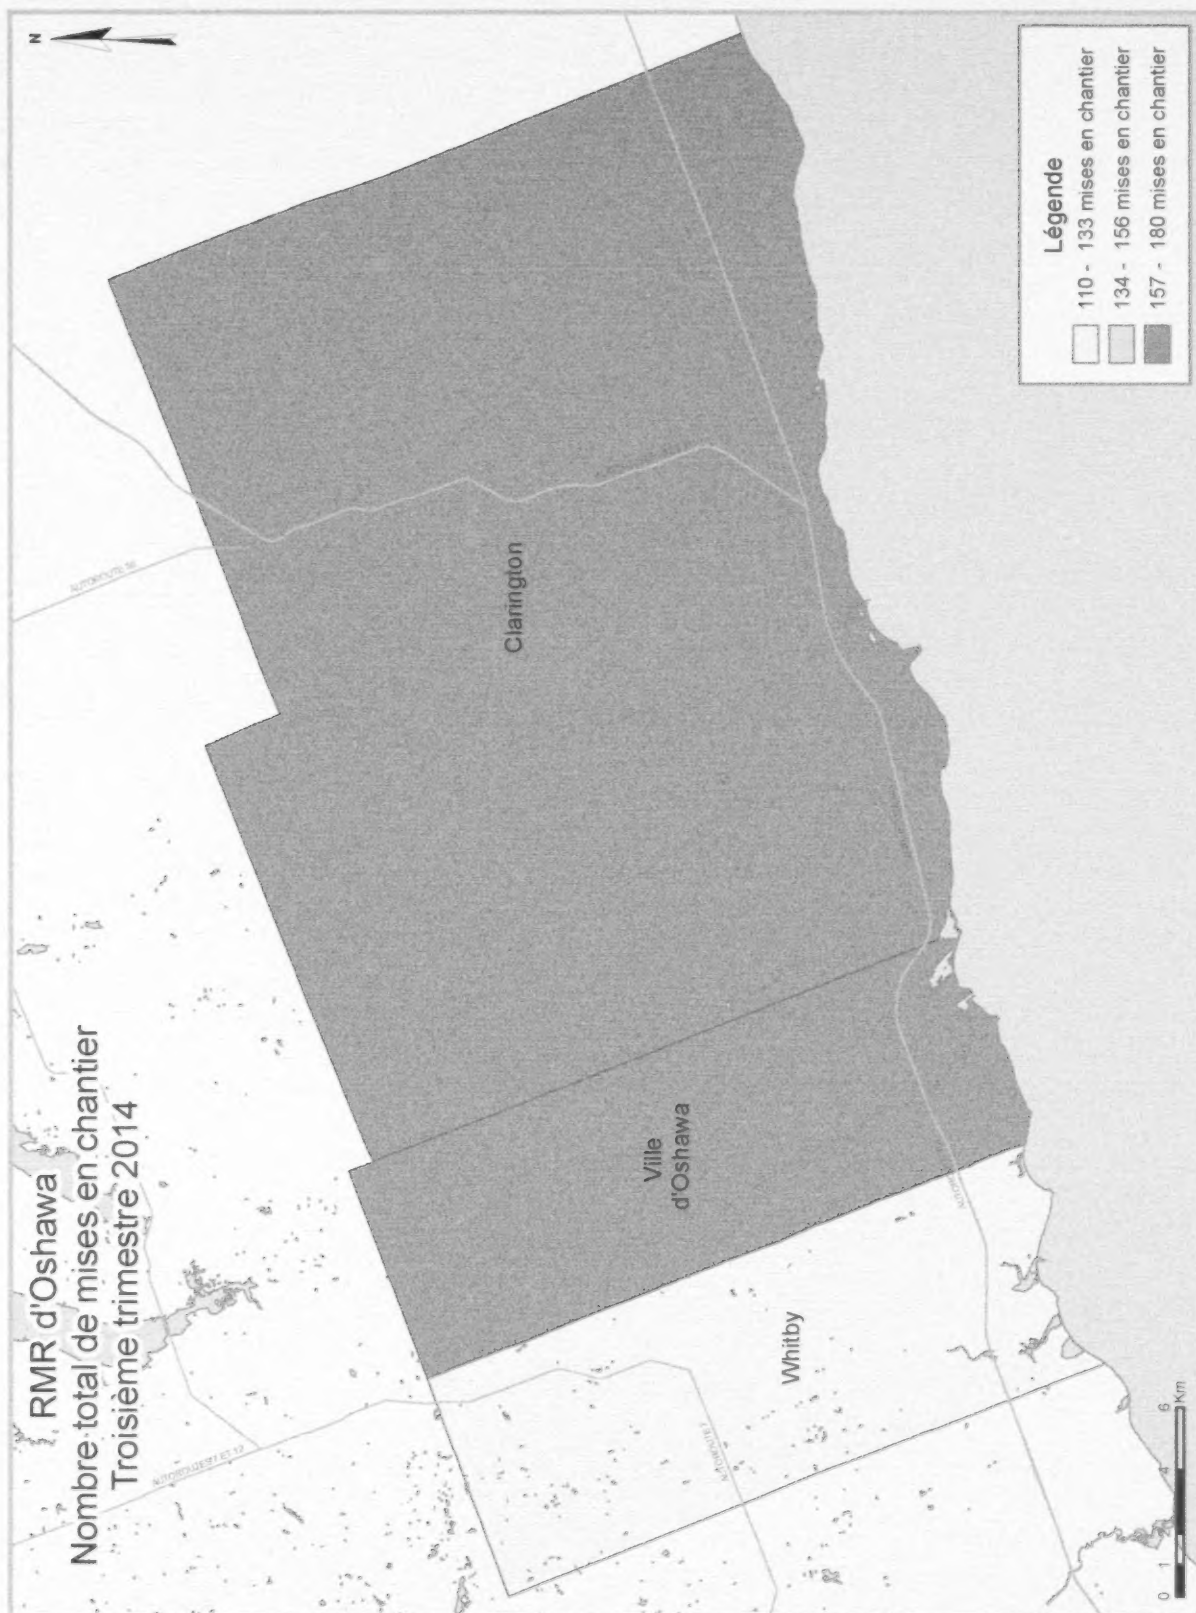 RMR d'Oshawa
Nombre total de mises en chantier
Troisième trimestre 2014
N
Clarington
Ville
d'Oshawa
Whitby
Légende
110 - 133 mises en chantier
134 - 156 mises en chantier
157 - 180 mises en chantier
0 1 2 4 6
Km